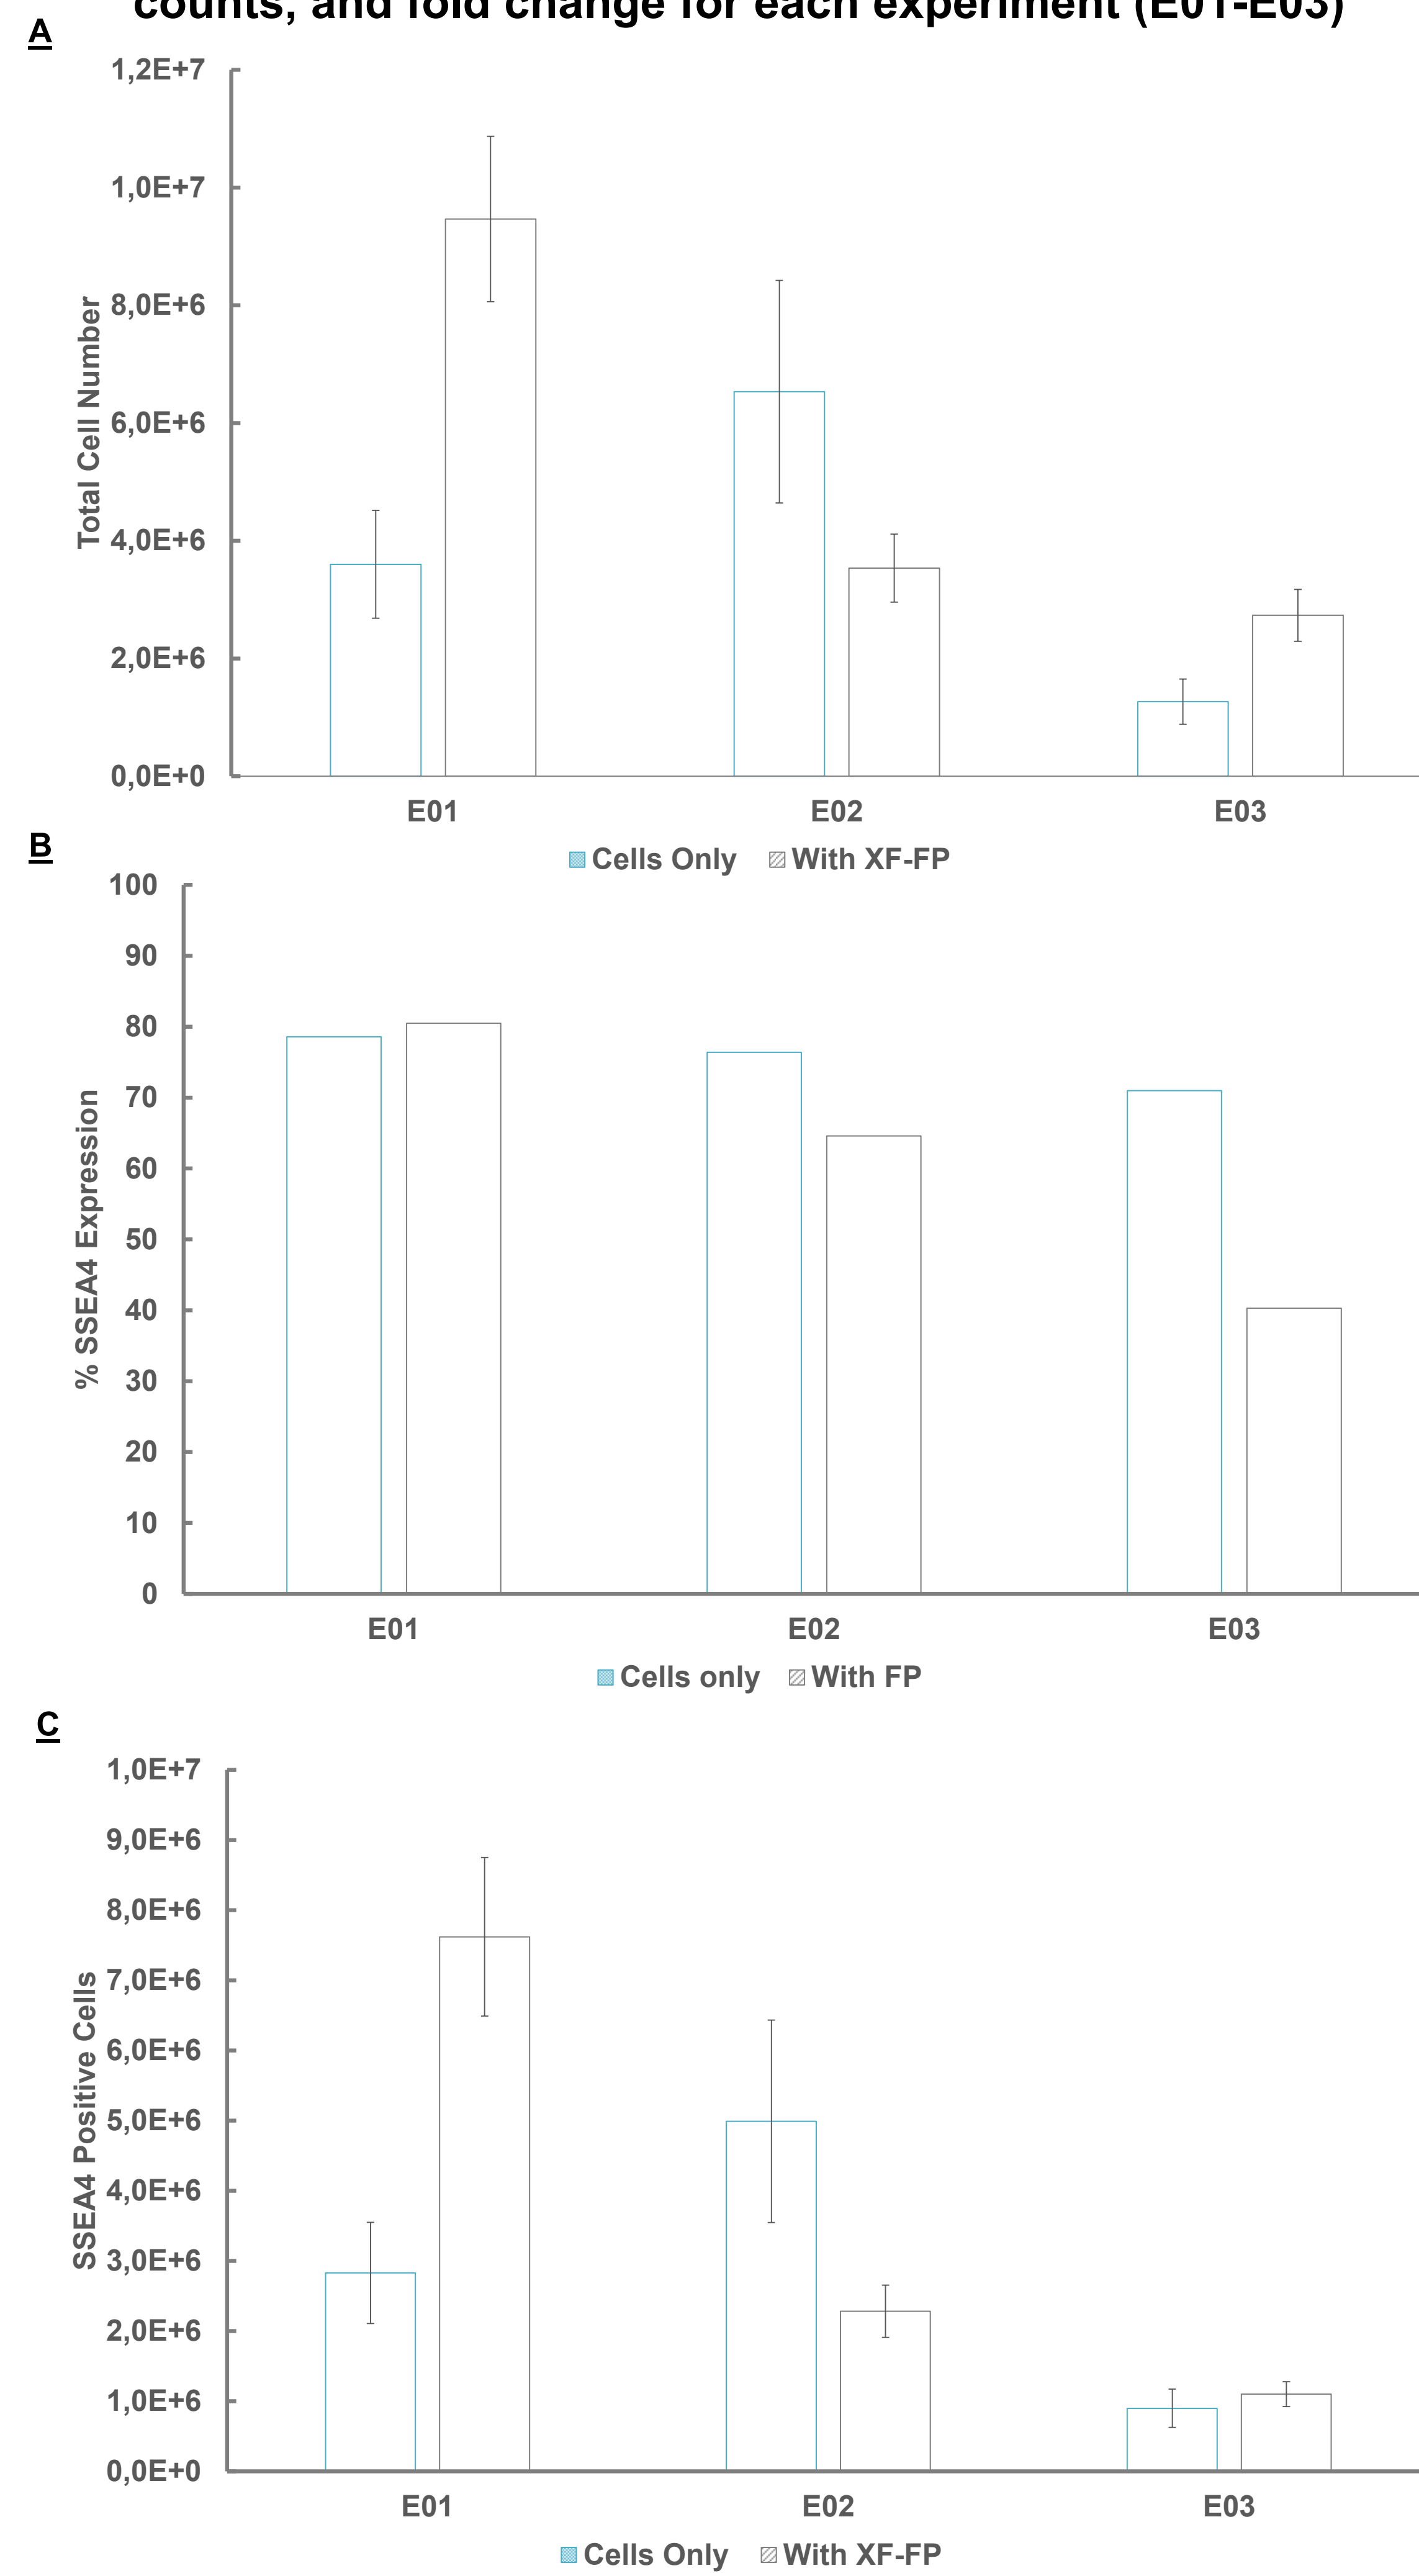 counts, and fold change for each experiment (E01-E03)
A
1,2E+7
1,0E+7
8,0E+6
6,0E+6
4,0E+6
2,0E+6
0,0E+0
Total Cell Number
E01 E02 E03
Cells Only With XF-FP
B
100
90
80
70
60
50
40
30
20
10
0
% SSEA4 Expression
E01 E02 E03
Cells only With FP
C
1,0E+7
9,0E+6
8,0E+6
7,0E+6
6,0E+6
5,0E+6
4,0E+6
3,0E+6
2,0E+6
1,0E+6
0,0E+0
SSEA4 Positive Cells
E01 E02 E03
Cells Only With XF-FP